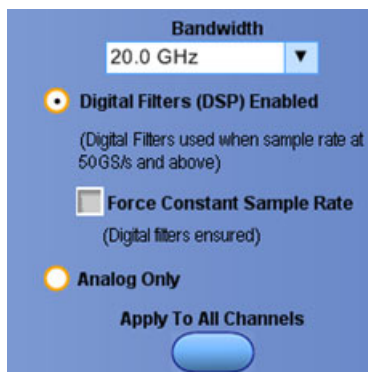 Bandwidth
20.0 GHz
Digital Filters (DSP) Enabled
(Digital Filters used when sample rate at
50GS/s and above)
Force Constant Sample Rate
(Digital filters ensured)
Analog Only
Apply To All Channels